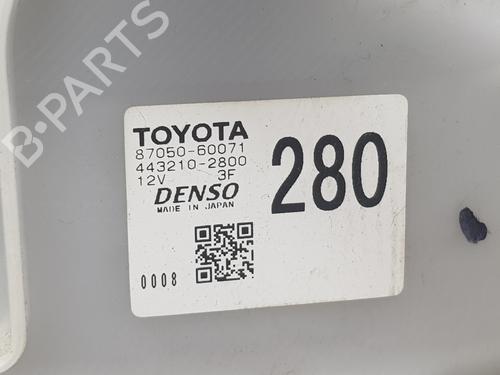 B-PARTS
TOYOTA
87050-60071
443210-2800
12V 3F
DENSO
MADE IN JAPAN
280
0008